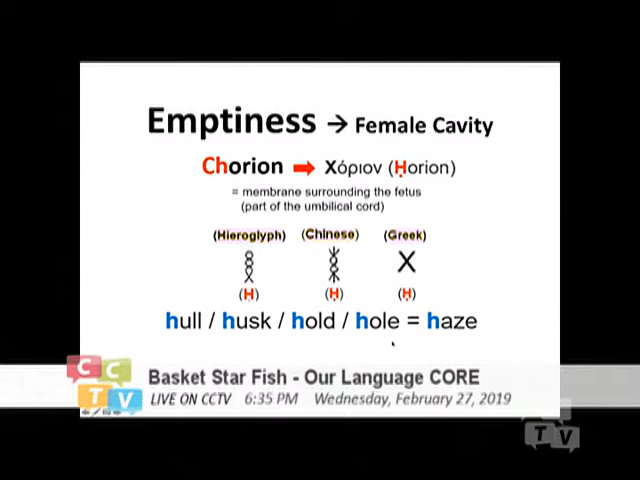 Emptiness → Female Cavity
Chorion ➡ Χόριον (Ḥorion)
= membrane surrounding the fetus
(part of the umbilical cord)
(Hieroglyph) (Chinese) (Greek)
X
(Ḥ) (Ḥ) (Ḥ)
hull / husk / hold / hole = haze
CC
TV
Basket Star Fish - Our Language CORE
LIVE ON CCTV 6:35 PM Wednesday, February 27, 2019
TV